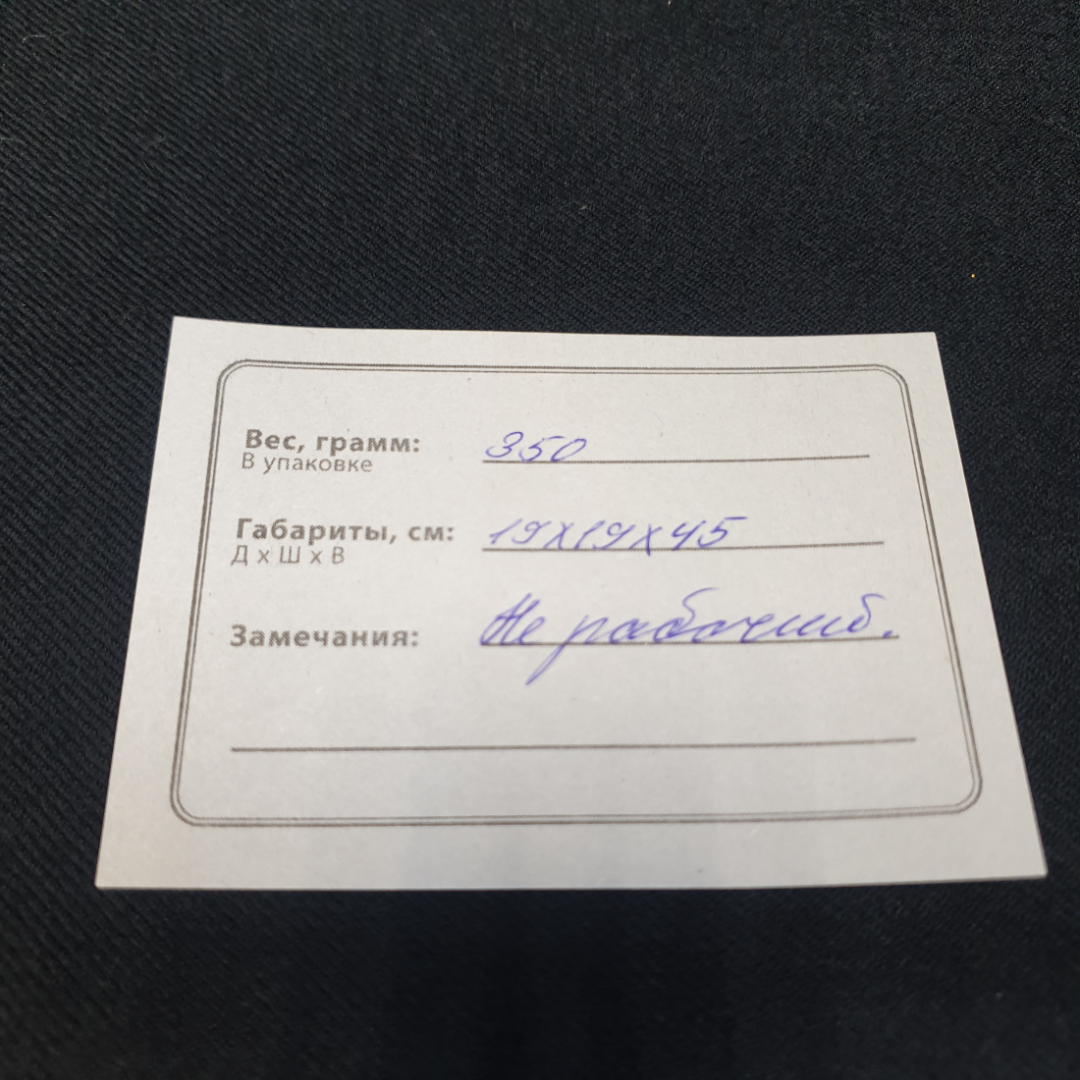 Вес, грамм: 350
В упаковке
Габариты, см: 19х19х45
Д х Ш х В
Замечания: Не рабочий.